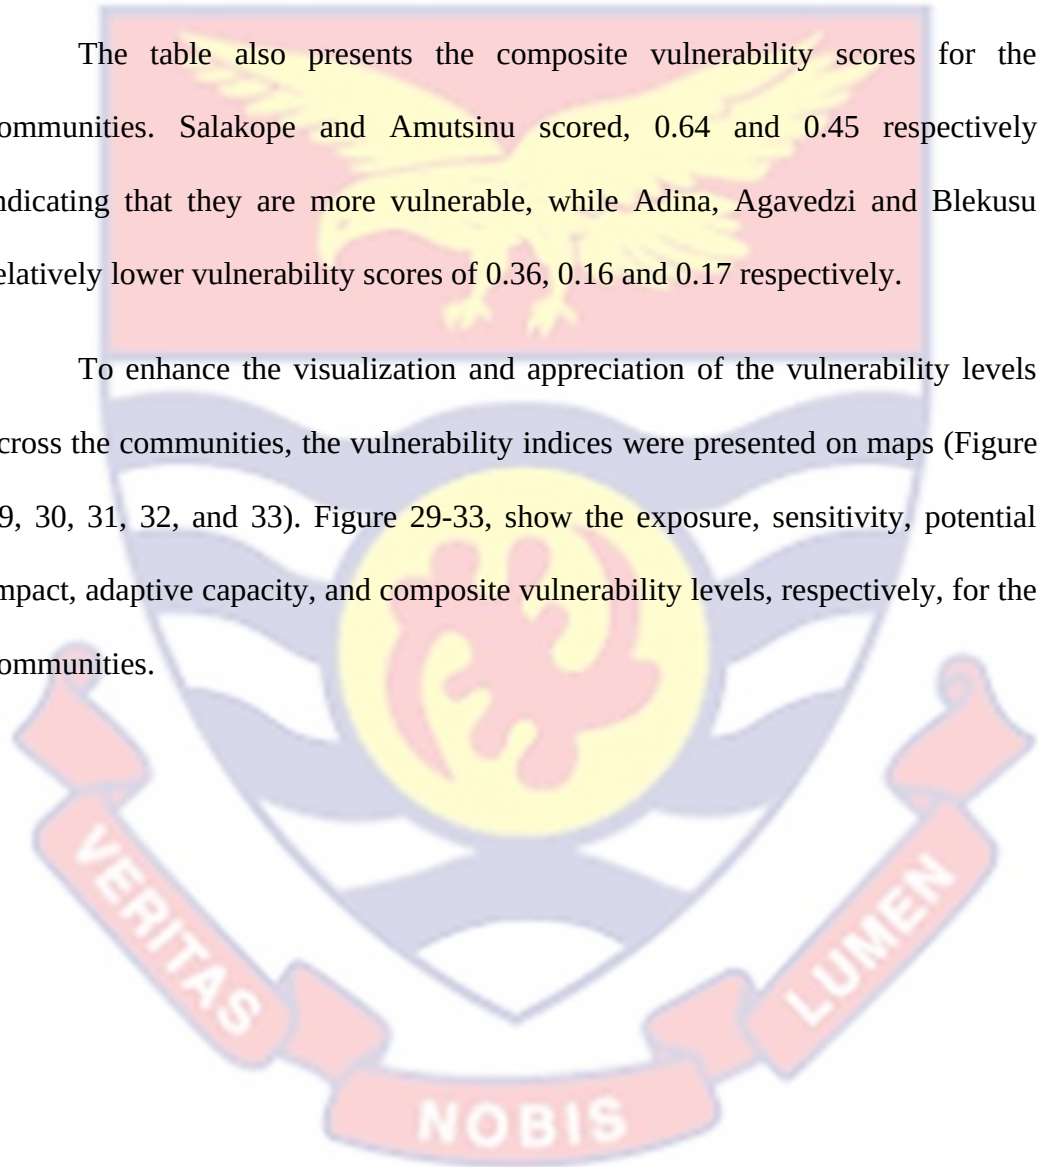 The table also presents the composite vulnerability scores for the
ommunities. Salakope and Amutsinu scored, 0.64 and 0.45 respectively
ndicating that they are more vulnerable, while Adina, Agavedzi and Blekusu
elatively lower vulnerability scores of 0.36, 0.16 and 0.17 respectively.
To enhance the visualization and appreciation of the vulnerability levels
cross the communities, the vulnerability indices were presented on maps (Figure
9, 30, 31, 32, and 33). Figure 29-33, show the exposure, sensitivity, potential
mpact, adaptive capacity, and composite vulnerability levels, respectively, for the
ommunities.
VERITAS
NOBIS
LUMEN